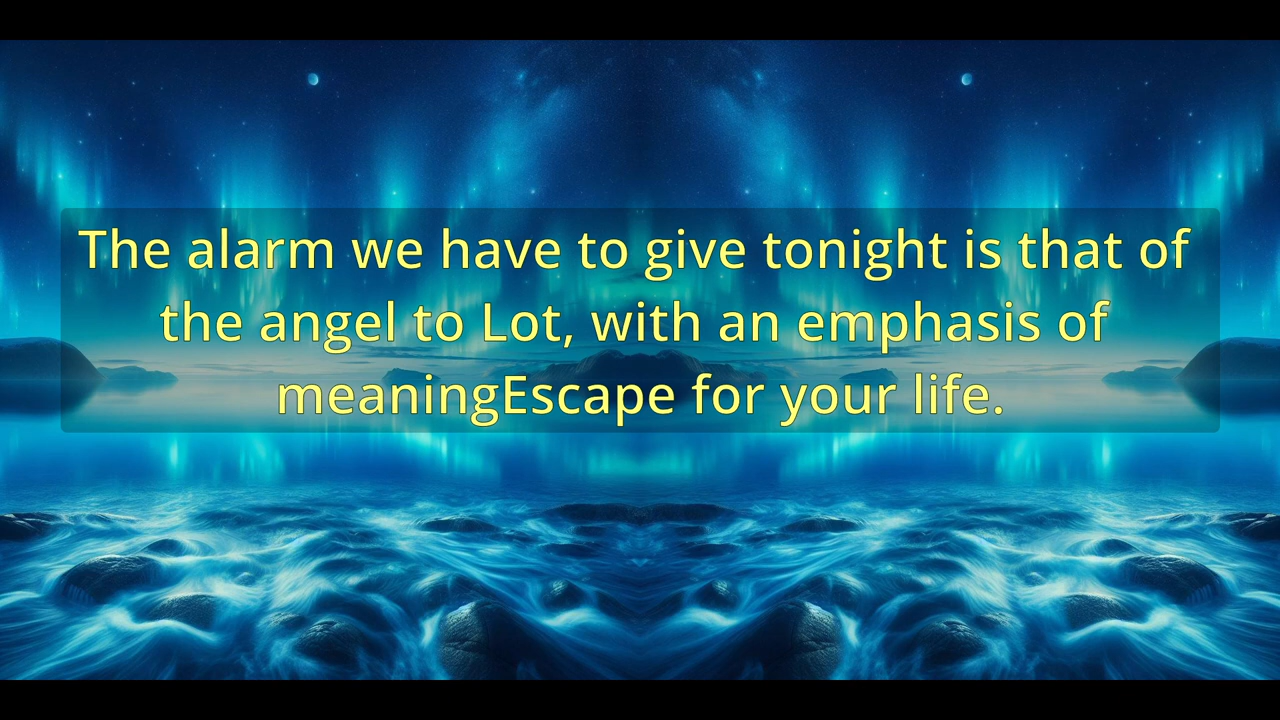 The alarm we have to give tonight is that of
the angel to Lot, with an emphasis of
meaningEscape for your life.